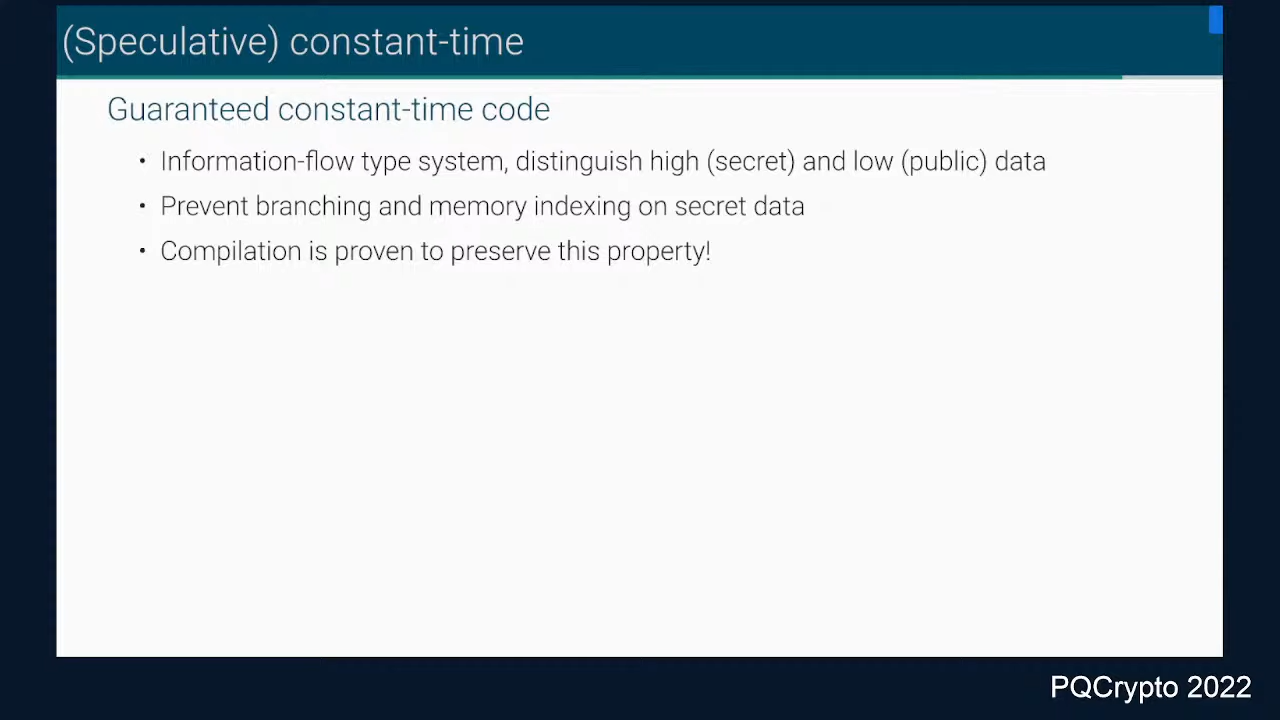 (Speculative) constant-time
Guaranteed constant-time code
• Information-flow type system, distinguish high (secret) and low (public) data
• Prevent branching and memory indexing on secret data
• Compilation is proven to preserve this property!
PQCrypto 2022